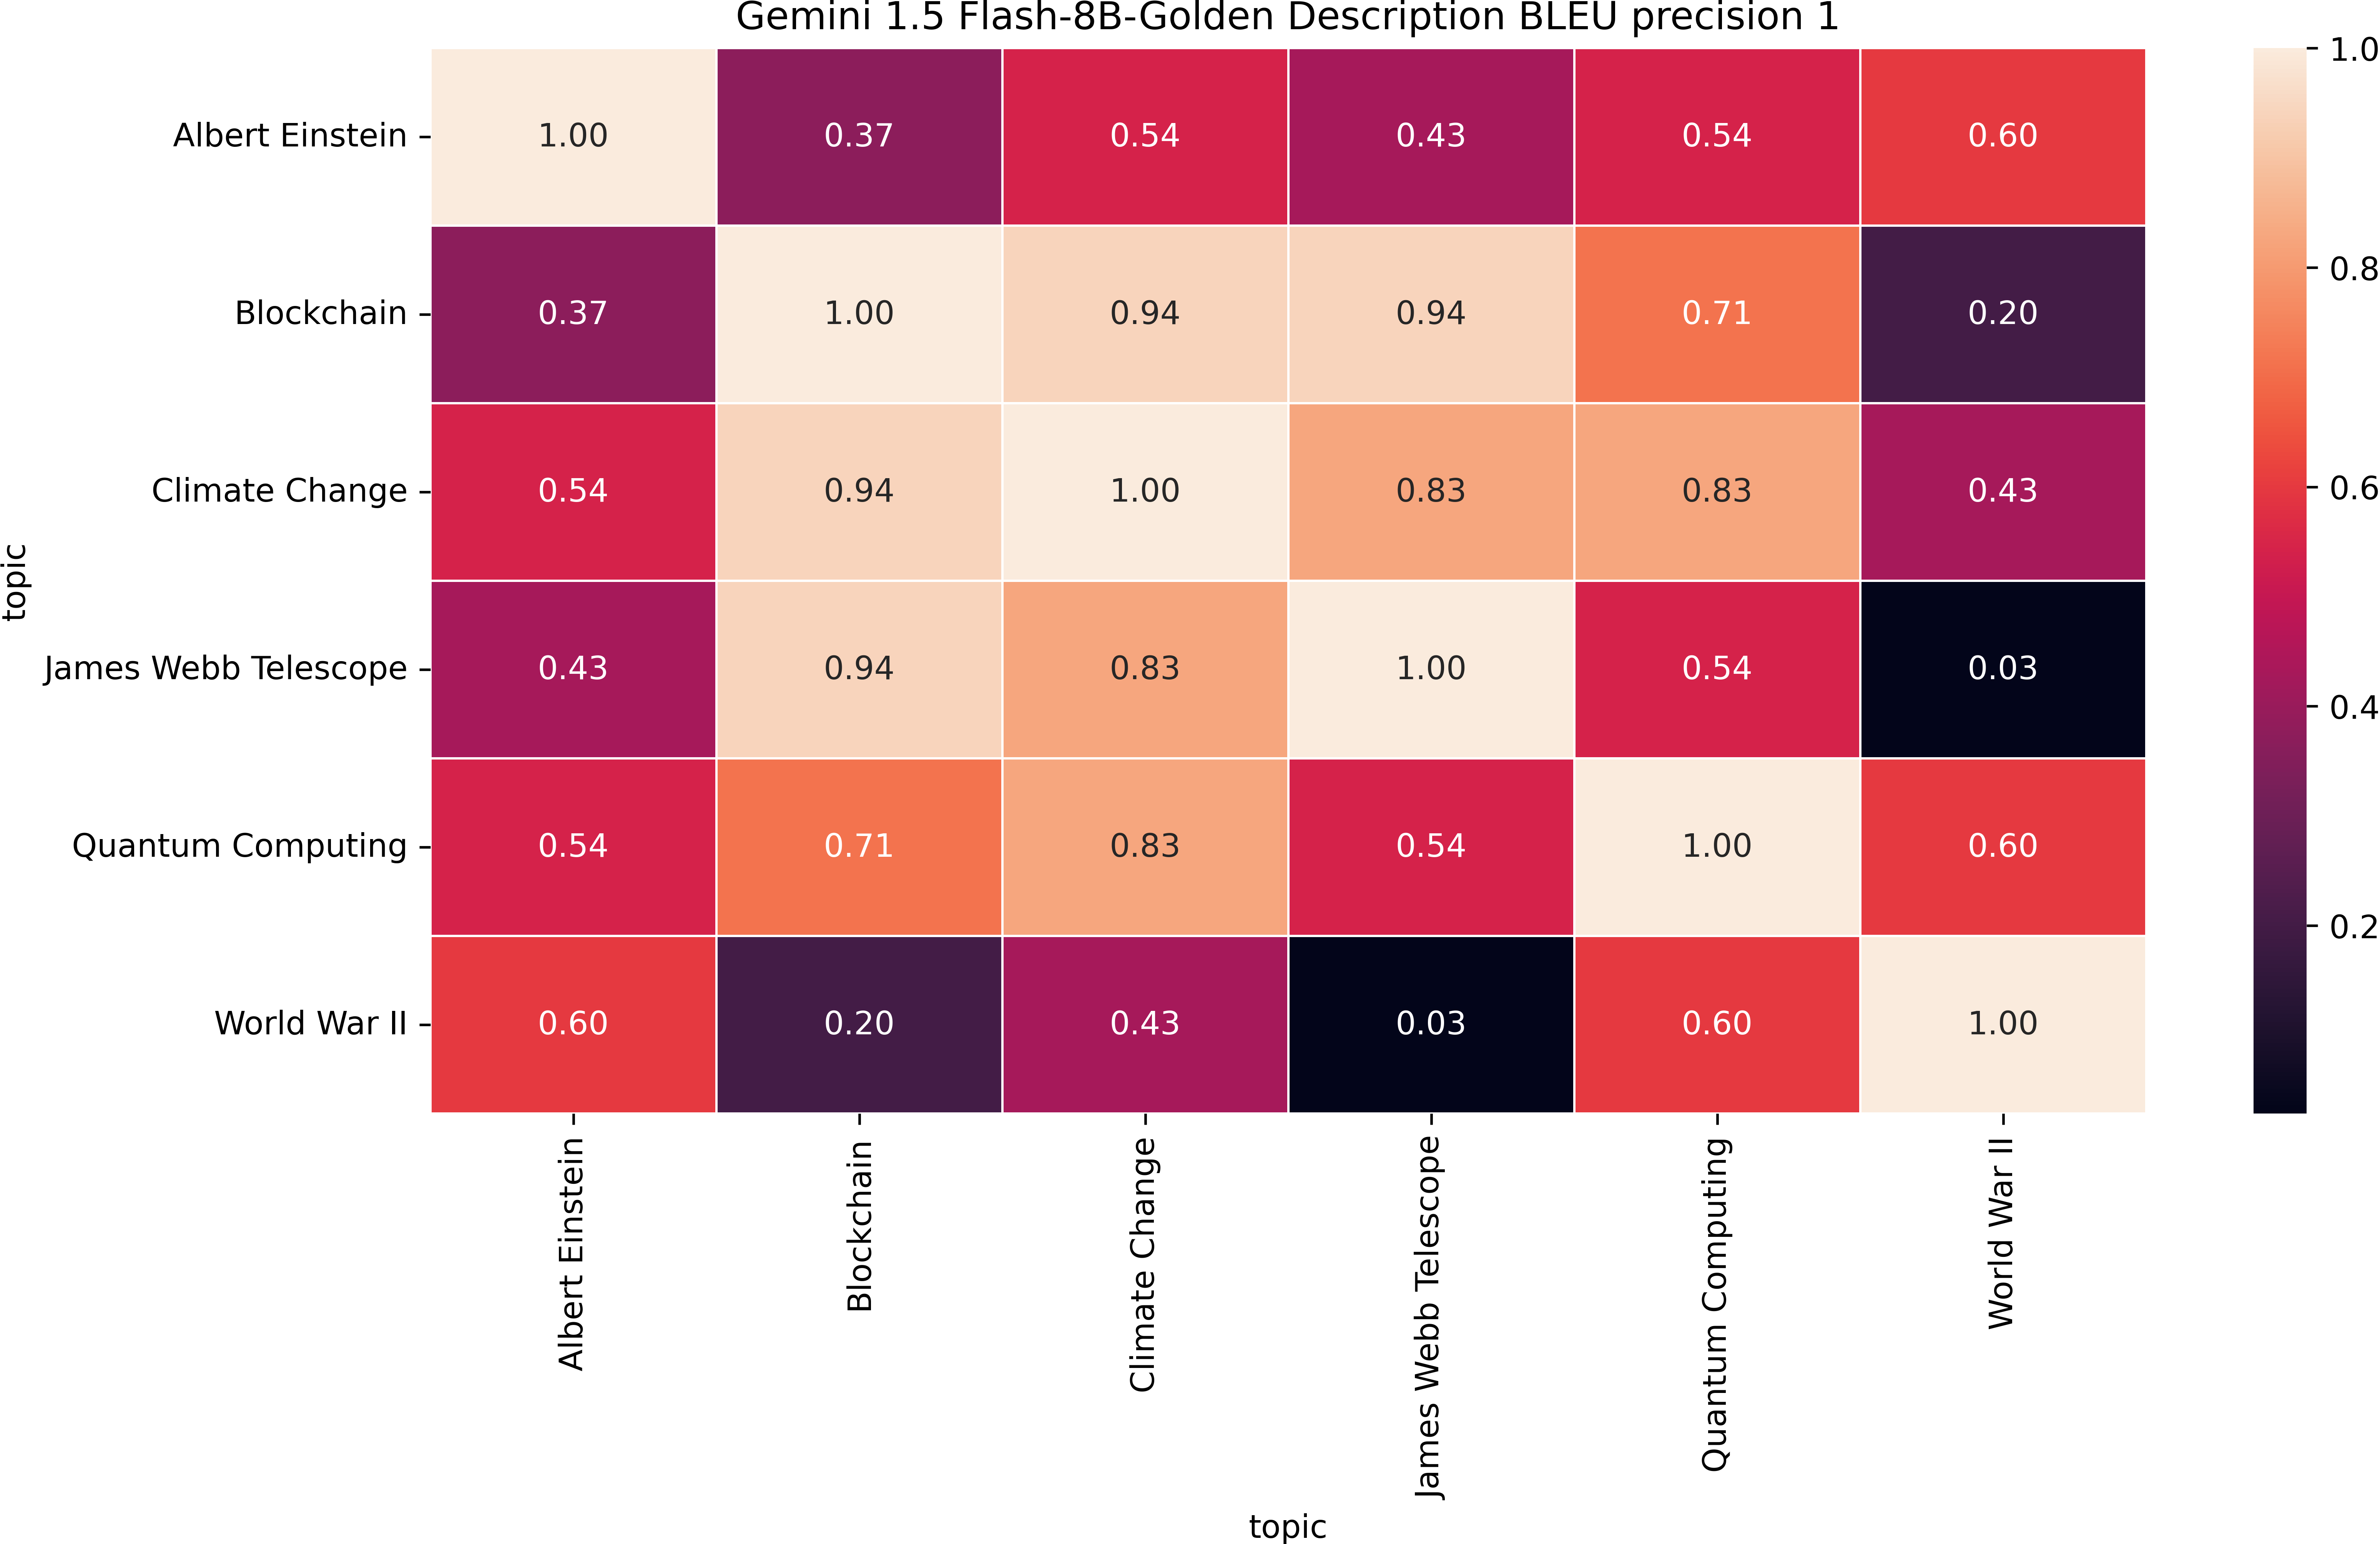 Gemini 1.5 Flash-8B-Golden Description BLEU precision 1
Albert Einstein 1.00 0.37 0.54 0.43 0.54 0.60
Blockchain 0.37 1.00 0.94 0.94 0.71 0.20
Climate Change 0.54 0.94 1.00 0.83 0.83 0.43
James Webb Telescope 0.43 0.94 0.83 1.00 0.54 0.03
Quantum Computing 0.54 0.71 0.83 0.54 1.00 0.60
World War II 0.60 0.20 0.43 0.03 0.60 1.00
topic
Albert Einstein
Blockchain
Climate Change
James Webb Telescope
Quantum Computing
World War II
topic
1.0
0.8
0.6
0.4
0.2